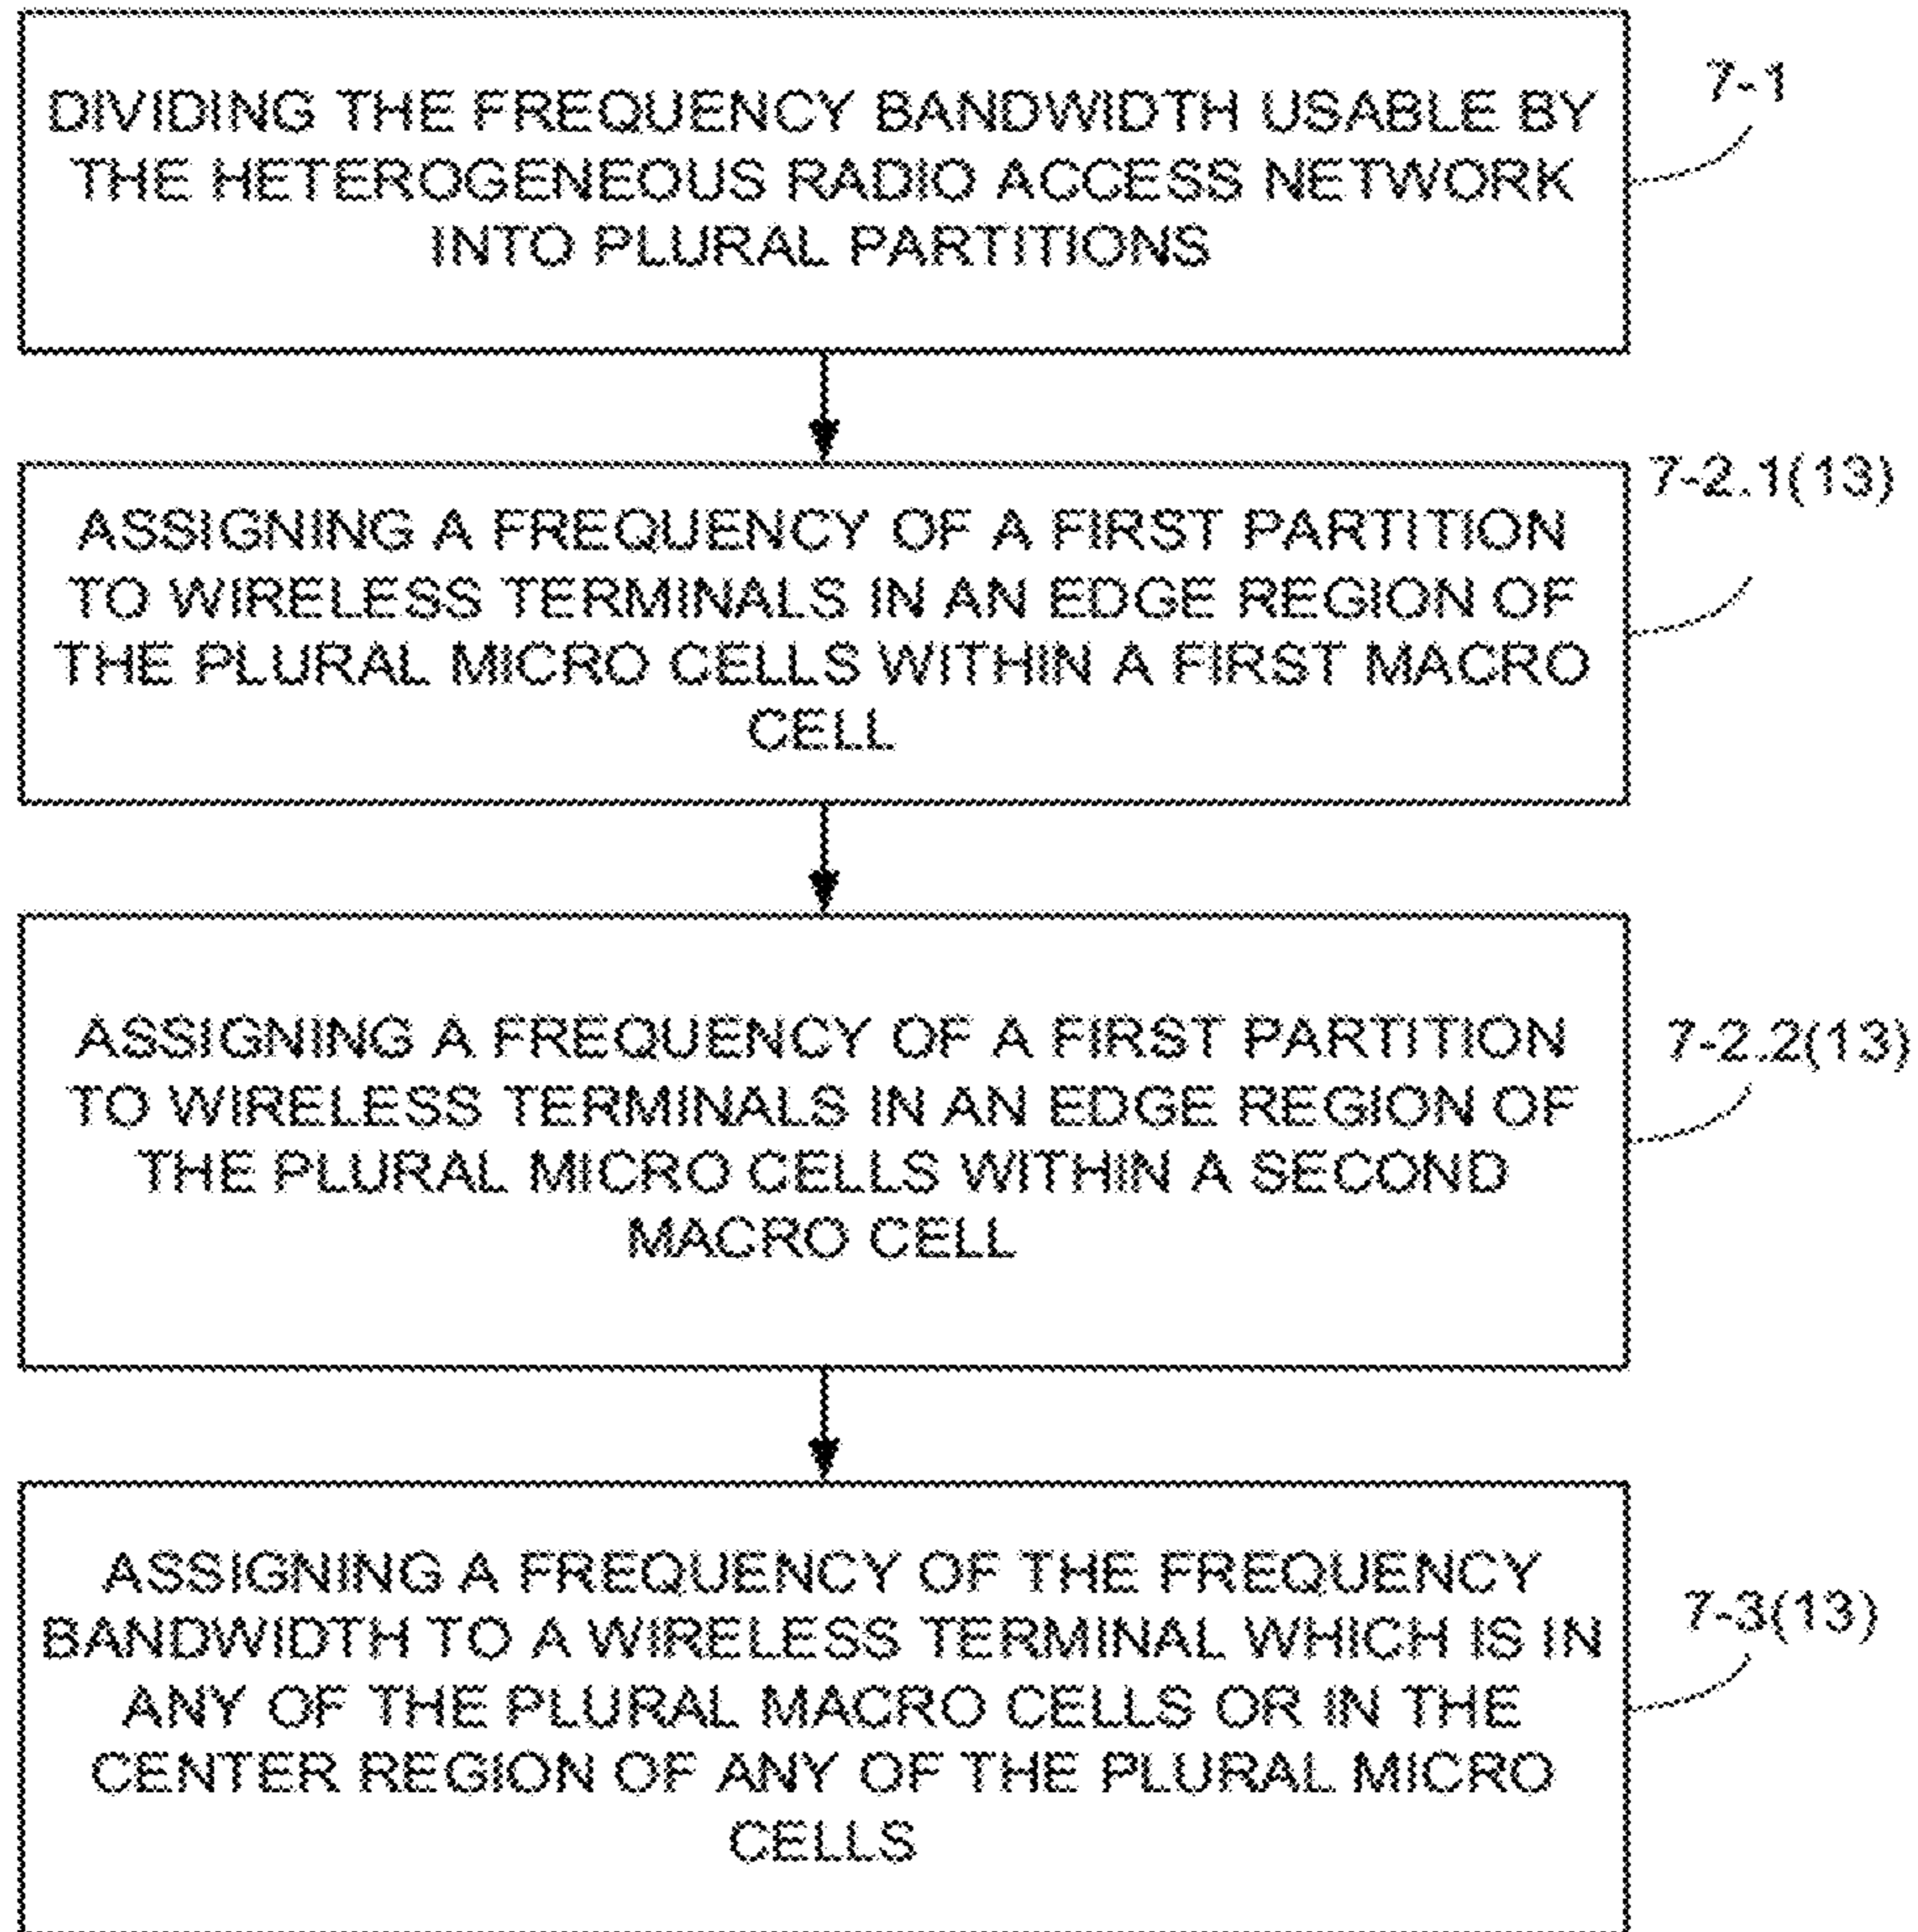 DIVIDING THE FREQUENCY BANDWIDTH USABLE BY
THE HETEROGENEOUS RADIO ACCESS NETWORK
INTO PLURAL PARTITIONS
7-1
ASSIGNING A FREQUENCY OF A FIRST PARTITION
TO WIRELESS TERMINALS IN AN EDGE REGION OF
THE PLURAL MICRO CELLS WITHIN A FIRST MACRO
CELL
7-2.1(13)
ASSIGNING A FREQUENCY OF A FIRST PARTITION
TO WIRELESS TERMINALS IN AN EDGE REGION OF
THE PLURAL MICRO CELLS WITHIN A SECOND
MACRO CELL
7-2.2(13)
ASSIGNING A FREQUENCY OF THE FREQUENCY
BANDWIDTH TO A WIRELESS TERMINAL WHICH IS IN
ANY OF THE PLURAL MACRO CELLS OR IN THE
CENTER REGION OF ANY OF THE PLURAL MICRO
CELLS
7-3(13)